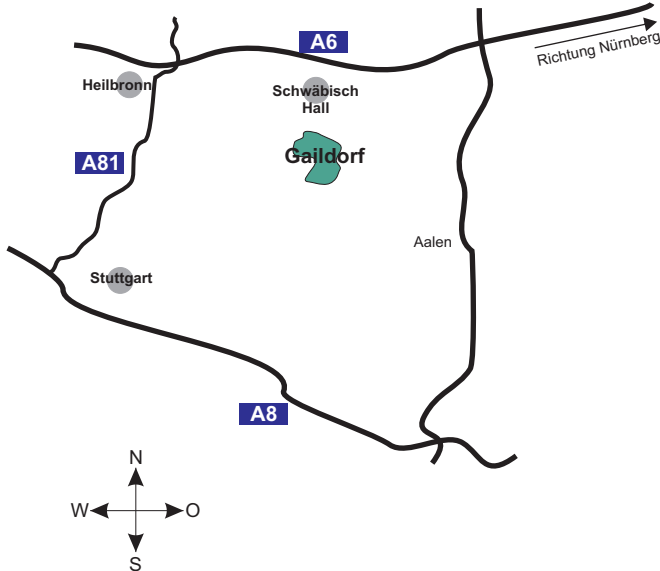 A6
Richtung Nürnberg
Heilbronn
Schwäbisch
Hall
Gaildorf
A81
Aalen
Stuttgart
A8
N
W
O
S